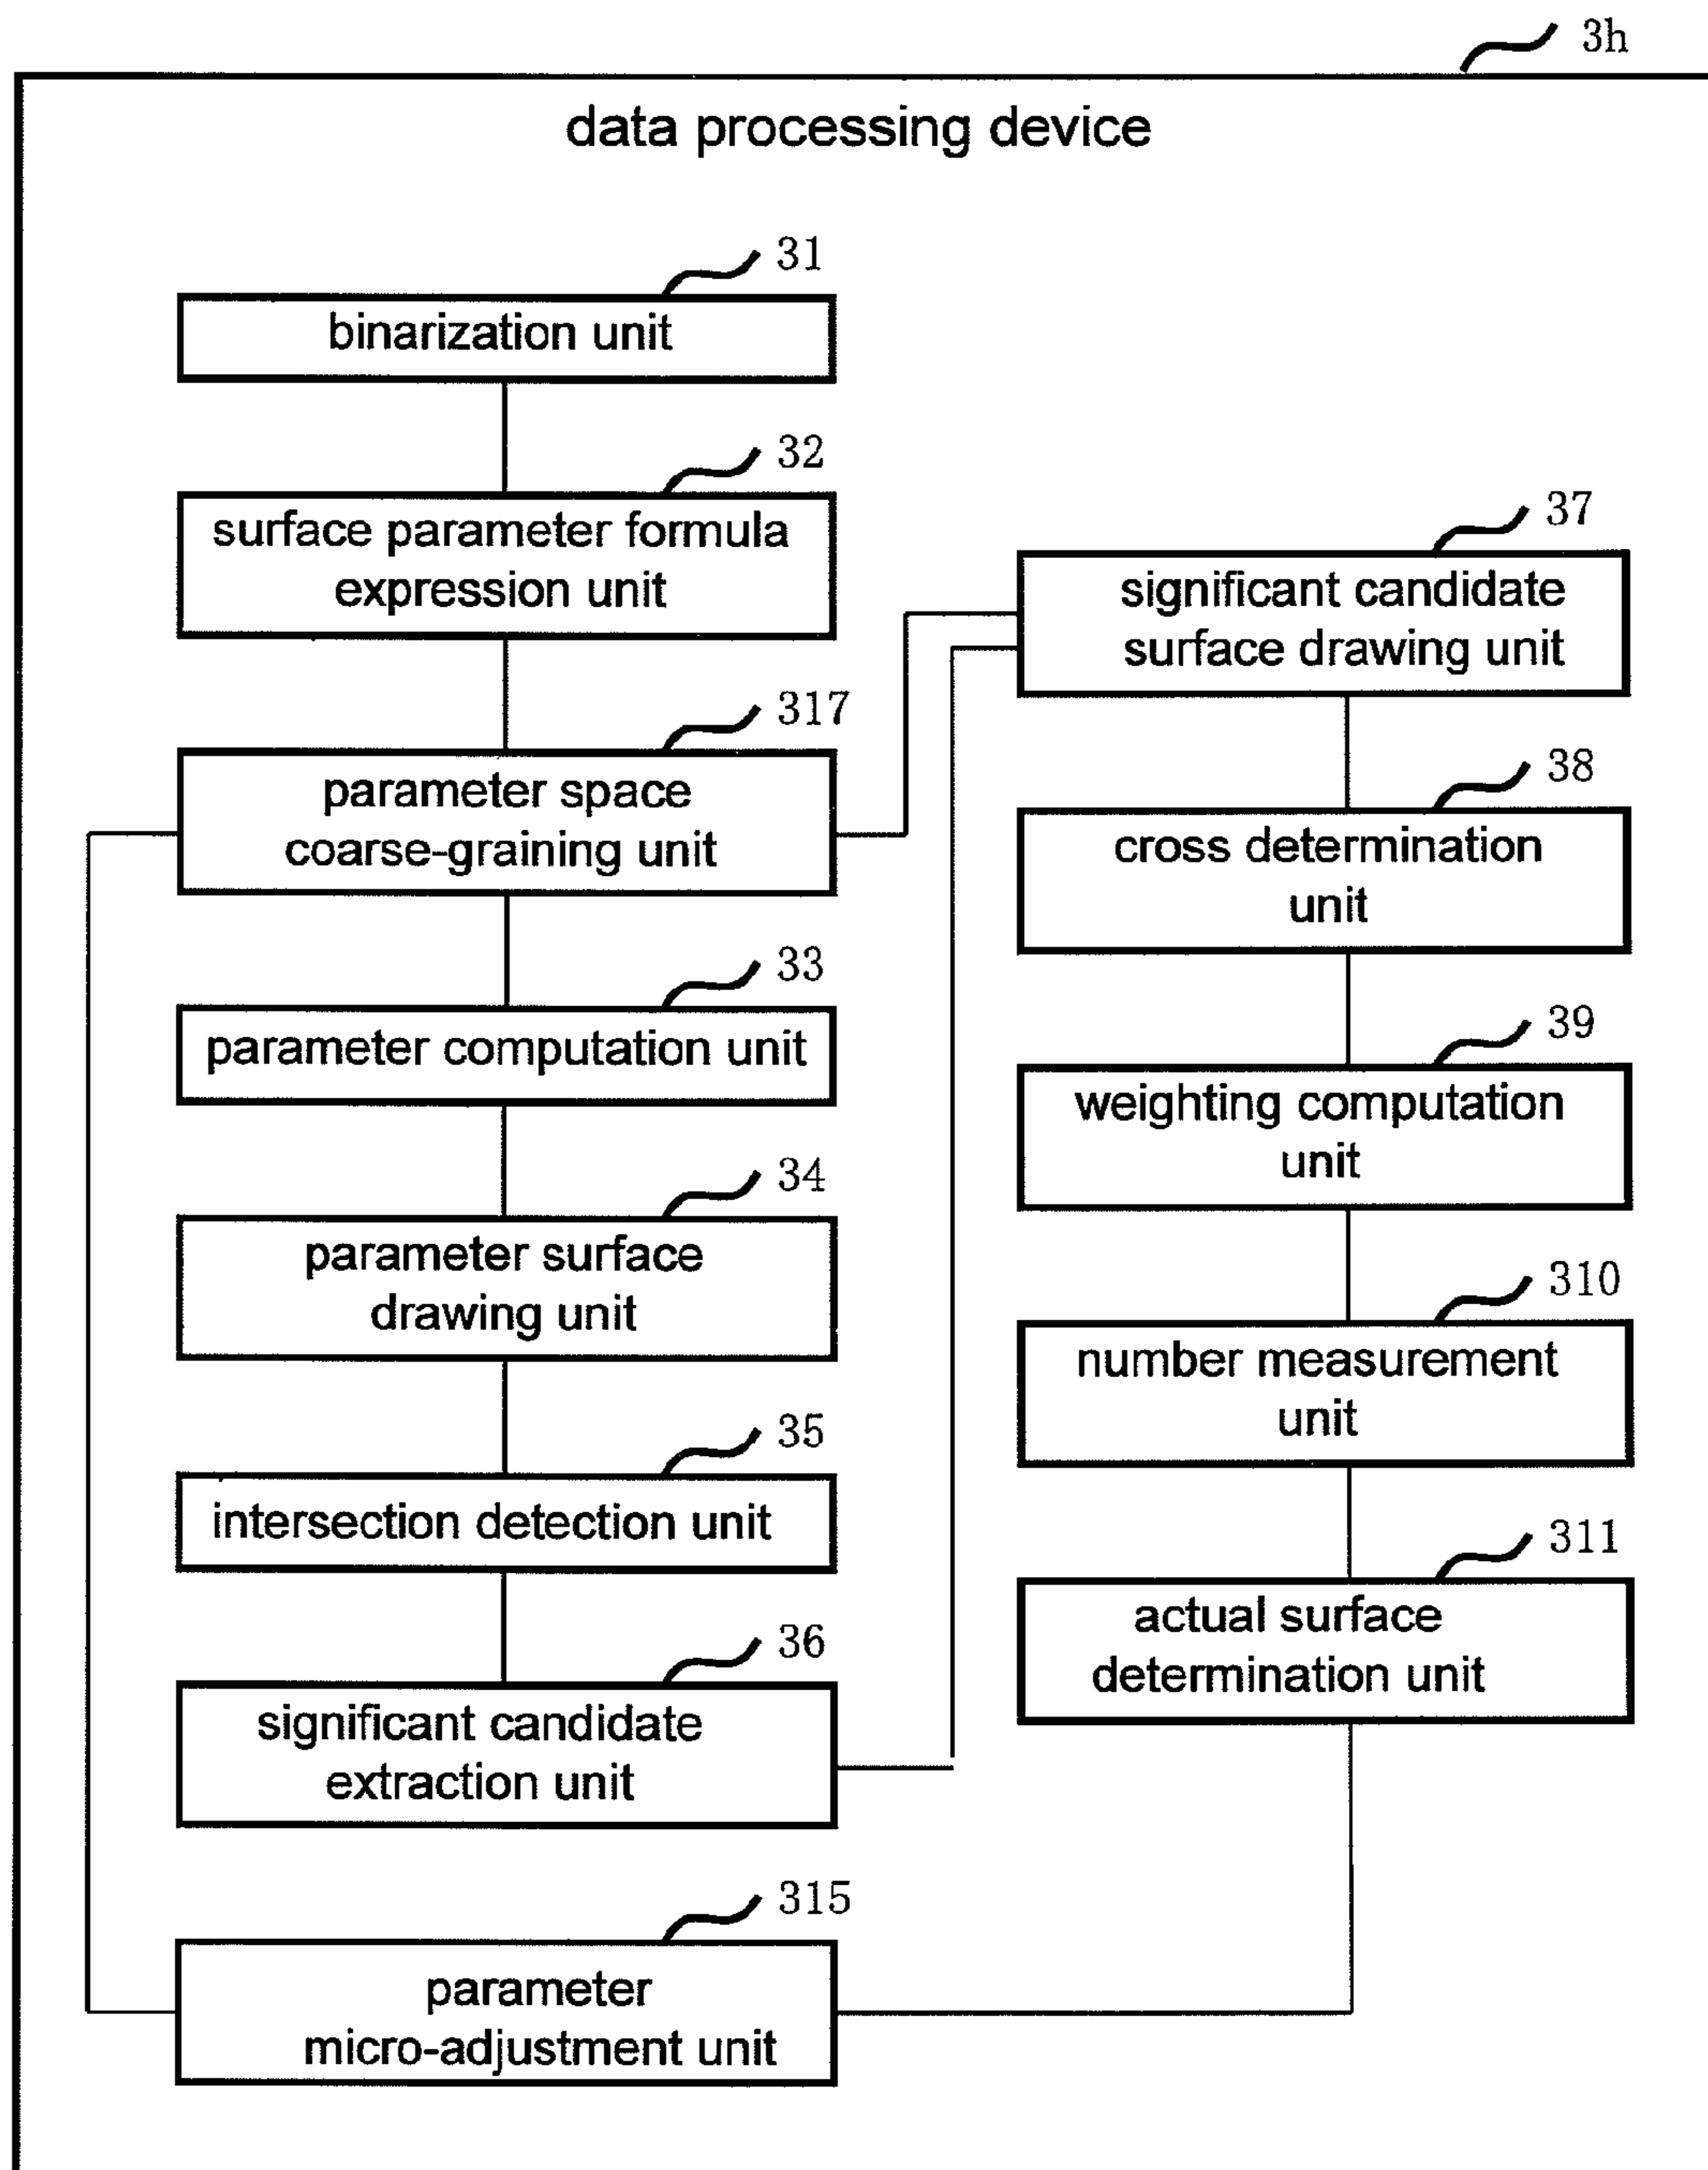 3h
data processing device
31
binarization unit
32
surface parameter formula
expression unit
317
parameter space
coarse-graining unit
33
parameter computation unit
34
parameter surface
drawing unit
35
intersection detection unit
36
significant candidate
extraction unit
315
parameter
micro-adjustment unit
37
significant candidate
surface drawing unit
38
cross determination
unit
39
weighting computation
unit
310
number measurement
unit
311
actual surface
determination unit